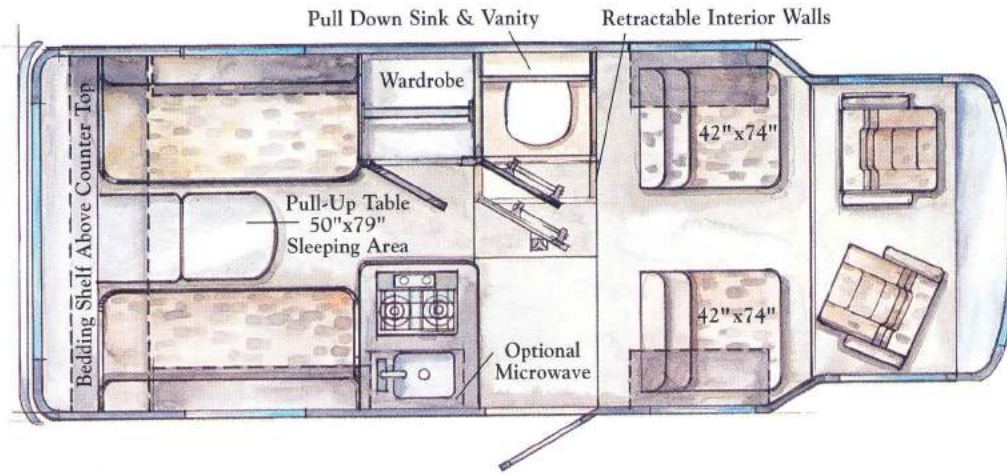 Pull Down Sink & Vanity
Retractable Interior Walls
Wardrobe
42"x74"
Bedding Shelf Above Counter Top
Pull-Up Table
50"x79"
Sleeping Area
42"x74"
Optional
Microwave